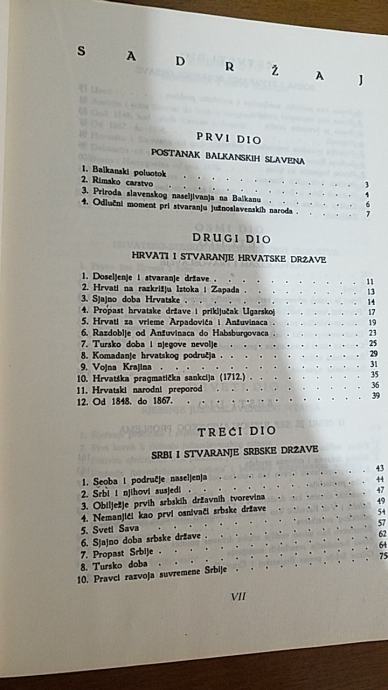 SADRŽAJ
PRVI DIO
POSTANAK BALKANSKIH SLAVENA
1. Balkanski poluotok . . . 3
2. Rimsko carstvo . . . 4
3. Priroda slavenskog naseljivanja na Balkanu . . . 6
4. Odlučni moment pri stvaranju južnoslavenskih naroda . . . 7
DRUGI DIO
HRVATI I STVARANJE HRVATSKE DRŽAVE
1. Doseljenje i stvaranje države . . . 11
2. Hrvati na razkrižju Iztoka i Zapada . . . 13
3. Sjajno doba Hrvatske . . . 14
4. Propast hrvatske države i priključak Ugarskoj . . . 17
5. Hrvati za vrieme Arpadovića i Anžuvinaca . . . 19
6. Razdoblje od Anžuvinaca do Habsburgovaca . . . 23
7. Tursko doba i njegove nevolje . . . 25
8. Komadanje hrvatskog područja . . . 29
9. Vojna Krajina . . . 31
10. Hrvatska pragmatička sankcija (1712.) . . . 35
11. Hrvatski narodni preporod . . . 36
12. Od 1848. do 1867. . . . 39
TREĆI DIO
SRBI I STVARANJE SRBSKE DRŽAVE
1. Seoba i područje naseljenja . . . 43
2. Srbi i njihovi susjedi . . . 44
3. Obilježje prvih srbskih državnih tvorevina . . . 47
4. Nemanjići kao prvi osnivači srbske države . . . 49
5. Sveti Sava . . . 54
6. Sjajno doba srbske države . . . 57
7. Propast Srbije . . . 62
8. Tursko doba . . . 64
10. Pravci razvoja suvremene Srbije . . . 75
VII